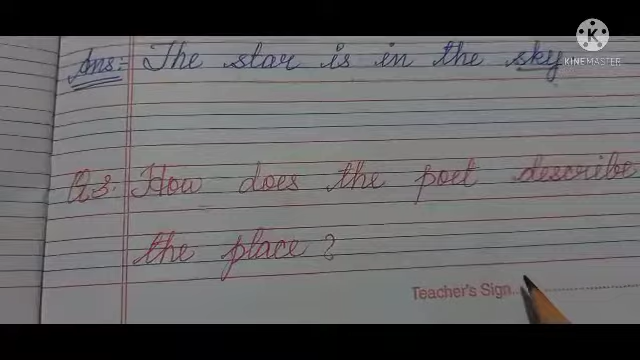 KINEMASTER
Ans:- The star is in the sky
Q3. How does the poet describe
the place?
Teacher's Sign